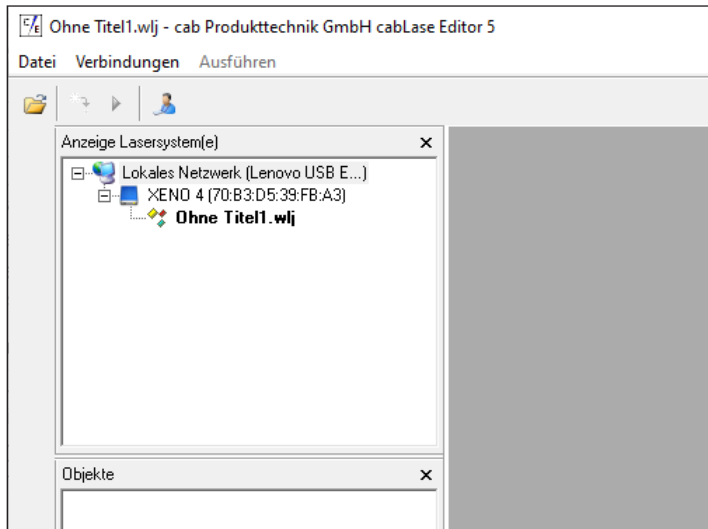 C/E Ohne Titel1.wlj - cab Produkttechnik GmbH cabLase Editor 5
Datei Verbindungen Ausführen
Anzeige Lasersystem(e)
Lokales Netzwerk (Lenovo USB E...)
XENO 4 (70:B3:D5:39:FB:A3)
Ohne Titel1.wlj
Objekte